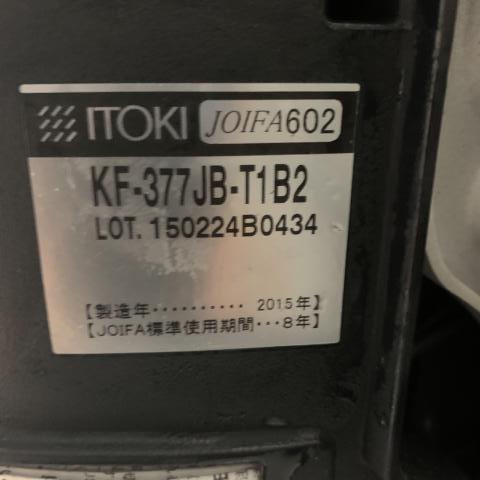 ITOKI JOIFA602
KF-377JB-T1B2
LOT. 150224B0434
【製造年‥‥‥‥‥ 2015年】
【JOIFA標準使用期間…8年】